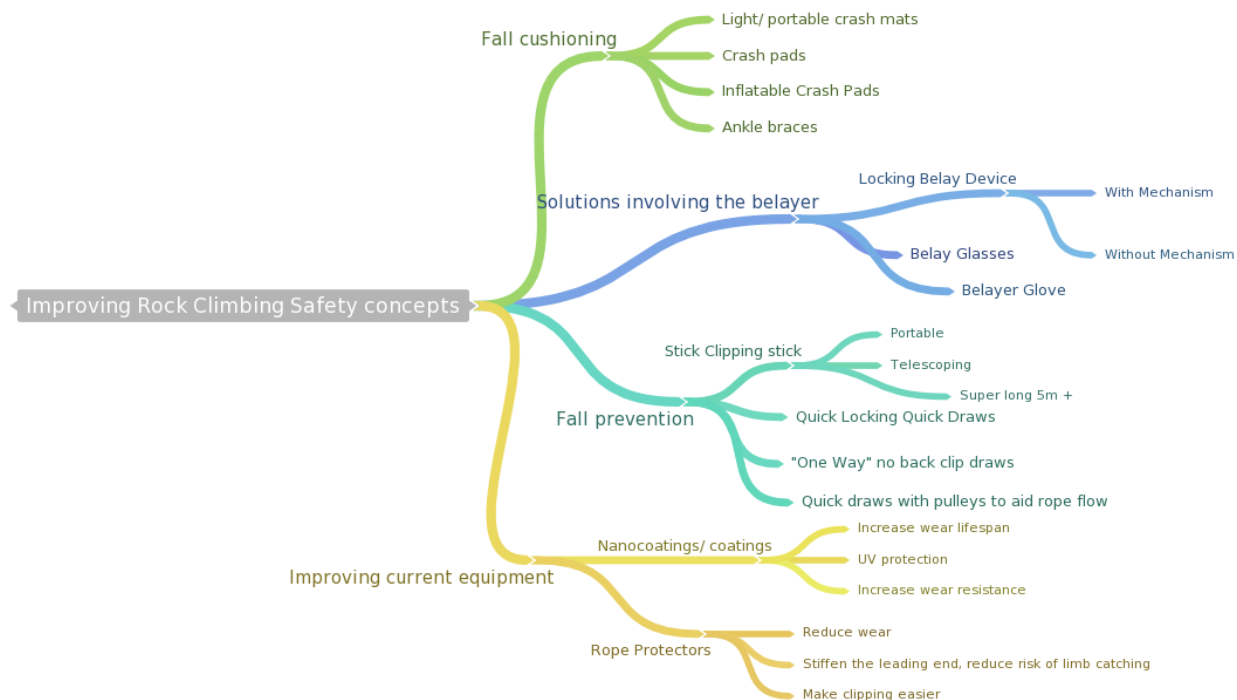 Improving Rock Climbing Safety concepts
Fall cushioning
Light/ portable crash mats
Crash pads
Inflatable Crash Pads
Ankle braces
Solutions involving the belayer
Locking Belay Device
With Mechanism
Without Mechanism
Belay Glasses
Belayer Glove
Fall prevention
Stick Clipping stick
Portable
Telescoping
Super long 5m +
Quick Locking Quick Draws
"One Way" no back clip draws
Quick draws with pulleys to aid rope flow
Improving current equipment
Nanocoatings/ coatings
Increase wear lifespan
UV protection
Increase wear resistance
Rope Protectors
Reduce wear
Stiffen the leading end, reduce risk of limb catching
Make clipping easier